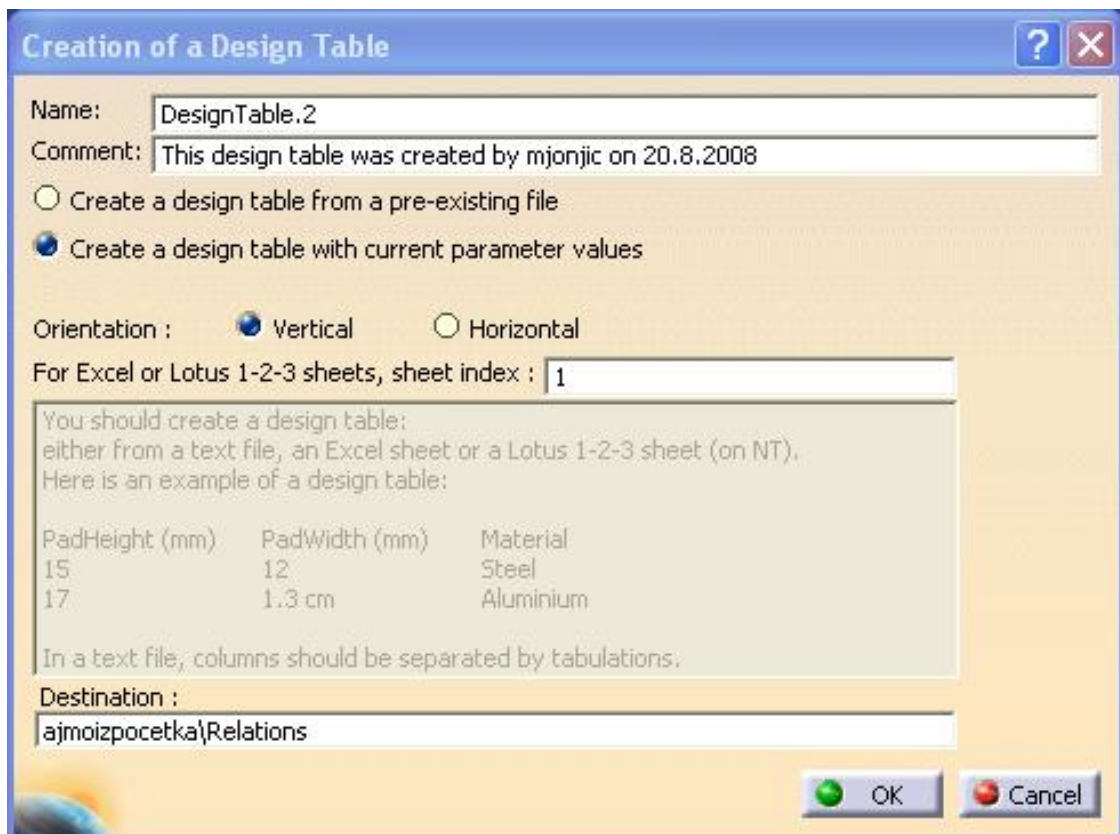 Creation of a Design Table
Name: DesignTable.2
Comment: This design table was created by mjonjic on 20.8.2008
Create a design table from a pre-existing file
Create a design table with current parameter values
Orientation : Vertical Horizontal
For Excel or Lotus 1-2-3 sheets, sheet index : 1
You should create a design table:
either from a text file, an Excel sheet or a Lotus 1-2-3 sheet (on NT).
Here is an example of a design table:
PadHeight (mm) PadWidth (mm) Material
15 12 Steel
17 1.3 cm Aluminium
In a text file, columns should be separated by tabulations.
Destination :
ajmoizpocetka\Relations
OK Cancel